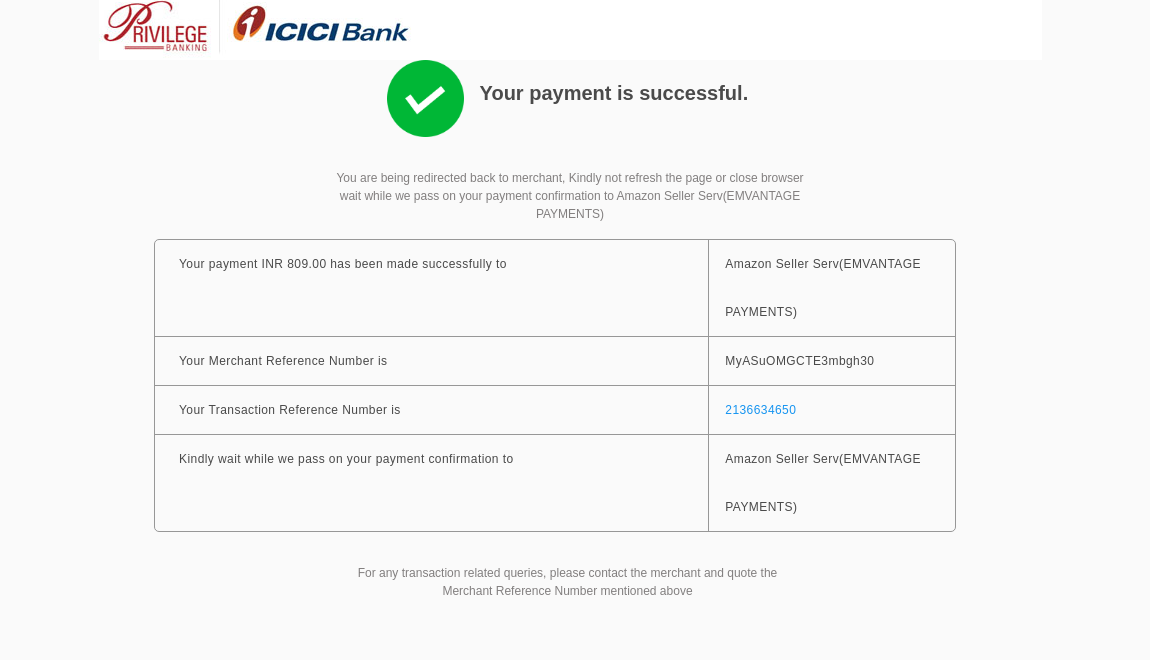 PRIVILEGE
BANKING
ICICI Bank
Your payment is successful.
You are being redirected back to merchant, Kindly not refresh the page or close browser
wait while we pass on your payment confirmation to Amazon Seller Serv(EMVANTAGE
PAYMENTS)
Your payment INR 809.00 has been made successfully to
Amazon Seller Serv(EMVANTAGE
PAYMENTS)
Your Merchant Reference Number is
MyASuOMGCTE3mbgh30
Your Transaction Reference Number is
2136634650
Kindly wait while we pass on your payment confirmation to
Amazon Seller Serv(EMVANTAGE
PAYMENTS)
For any transaction related queries, please contact the merchant and quote the
Merchant Reference Number mentioned above